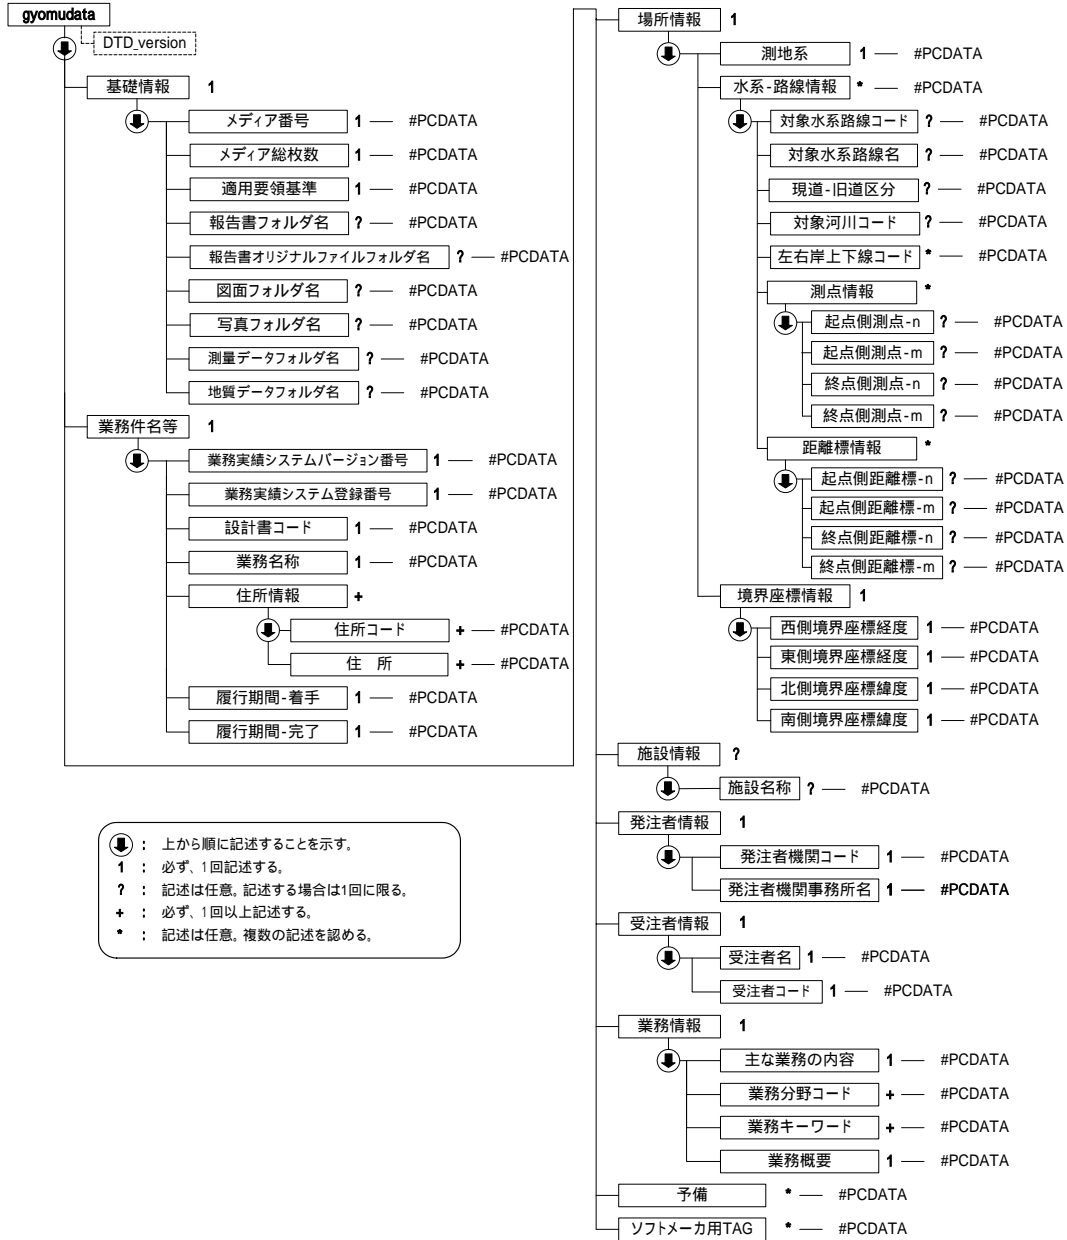 gyomudata
DTD_version
基礎情報 1
メディア番号 1 #PCDATA
メディア総枚数 1 #PCDATA
適用要領基準 1 #PCDATA
報告書フォルダ名 ? #PCDATA
報告書オリジナルファイルフォルダ名 ? #PCDATA
図面フォルダ名 ? #PCDATA
写真フォルダ名 ? #PCDATA
測量データフォルダ名 ? #PCDATA
地質データフォルダ名 ? #PCDATA
業務件名等 1
業務実績システムバージョン番号 1 #PCDATA
業務実績システム登録番号 1 #PCDATA
設計書コード 1 #PCDATA
業務名称 1 #PCDATA
住所情報 +
住所コード + #PCDATA
住 所 + #PCDATA
履行期間-着手 1 #PCDATA
履行期間-完了 1 #PCDATA
: 上から順に記述することを示す。
1 : 必ず、1回記述する。
? : 記述は任意。記述する場合は1回に限る。
+ : 必ず、1回以上記述する。
* : 記述は任意。複数の記述を認める。
場所情報 1
測地系 1 #PCDATA
水系-路線情報 * #PCDATA
対象水系路線コード ? #PCDATA
対象水系路線名 ? #PCDATA
現道-旧道区分 ? #PCDATA
対象河川コード ? #PCDATA
左右岸上下線コード * #PCDATA
測点情報 *
起点側測点-n ? #PCDATA
起点側測点-m ? #PCDATA
終点側測点-n ? #PCDATA
終点側測点-m ? #PCDATA
距離標情報 *
起点側距離標-n ? #PCDATA
起点側距離標-m ? #PCDATA
終点側距離標-n ? #PCDATA
終点側距離標-m ? #PCDATA
境界座標情報 1
西側境界座標経度 1 #PCDATA
東側境界座標経度 1 #PCDATA
北側境界座標緯度 1 #PCDATA
南側境界座標緯度 1 #PCDATA
施設情報 ?
施設名称 ? #PCDATA
発注者情報 1
発注者機関コード 1 #PCDATA
発注者機関事務所名 1 #PCDATA
受注者情報 1
受注者名 1 #PCDATA
受注者コード 1 #PCDATA
業務情報 1
主な業務の内容 1 #PCDATA
業務分野コード + #PCDATA
業務キーワード + #PCDATA
業務概要 1 #PCDATA
予備 * #PCDATA
ソフトメーカ用TAG * #PCDATA